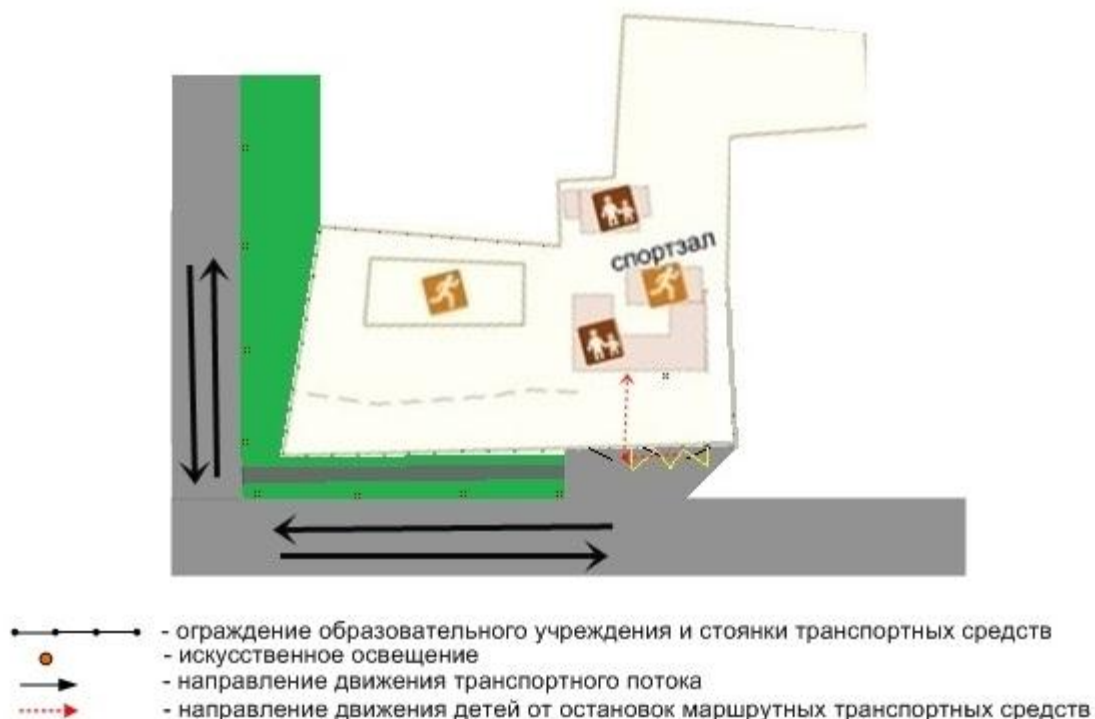 спортзал
- ограждение образовательного учреждения и стоянки транспортных средств
- искусственное освещение
- направление движения транспортного потока
- направление движения детей от остановок маршрутных транспортных средств